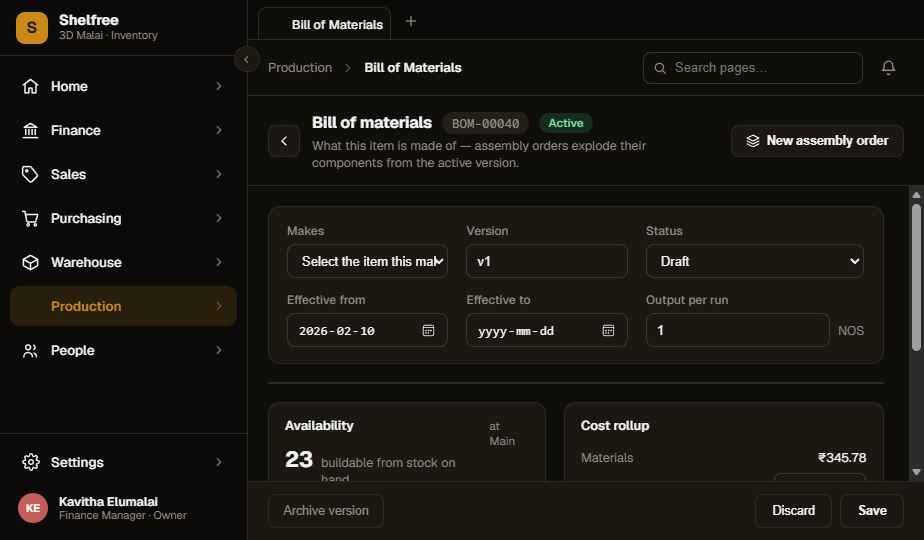 S
Shelfree
3D Malai · Inventory
Home
Finance
Sales
Purchasing
Warehouse
Production
People
Settings
KE
Kavitha Elumalai
Finance Manager · Owner
Bill of Materials
Production
Bill of Materials
Search pages...
Bill of materials BOM-00040 Active
What this item is made of — assembly orders explode their
components from the active version.
New assembly order
Makes Version Status
Select the item this mak v1 Draft
Effective from Effective to Output per run
2026-02-10 yyyy-mm-dd 1 NOS
Availability
at
Main
23 buildable from stock on
hand
Cost rollup
Materials ₹345.78
Archive version Discard Save